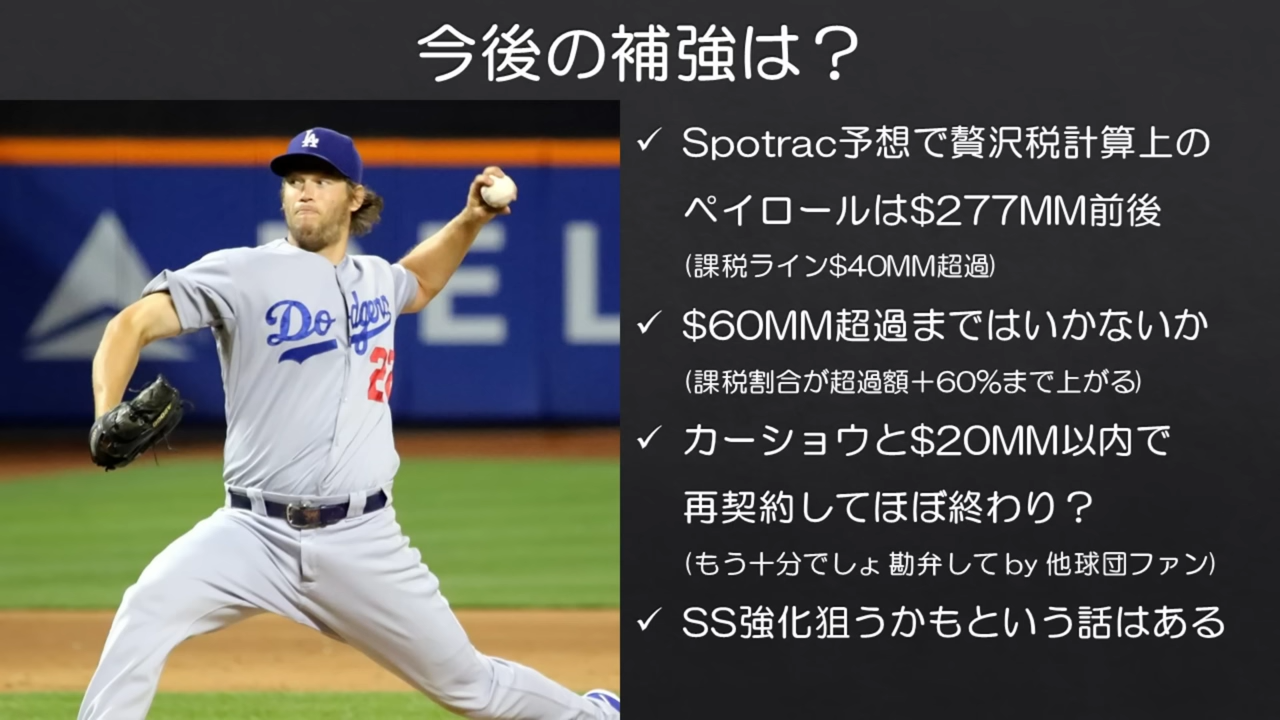 今後の補強は？
✓ Spotrac予想で贅沢税計算上の
ペイロールは$277MM前後
(課税ライン$40MM超過)
✓ $60MM超過まではいかないか
(課税割合が超過額＋60%まで上がる)
✓ カーショウと$20MM以内で
再契約してほぼ終わり？
(もう十分でしょ 勘弁して by 他球団ファン)
✓ SS強化狙うかもという話はある
LA
Dodgers
22
DEL